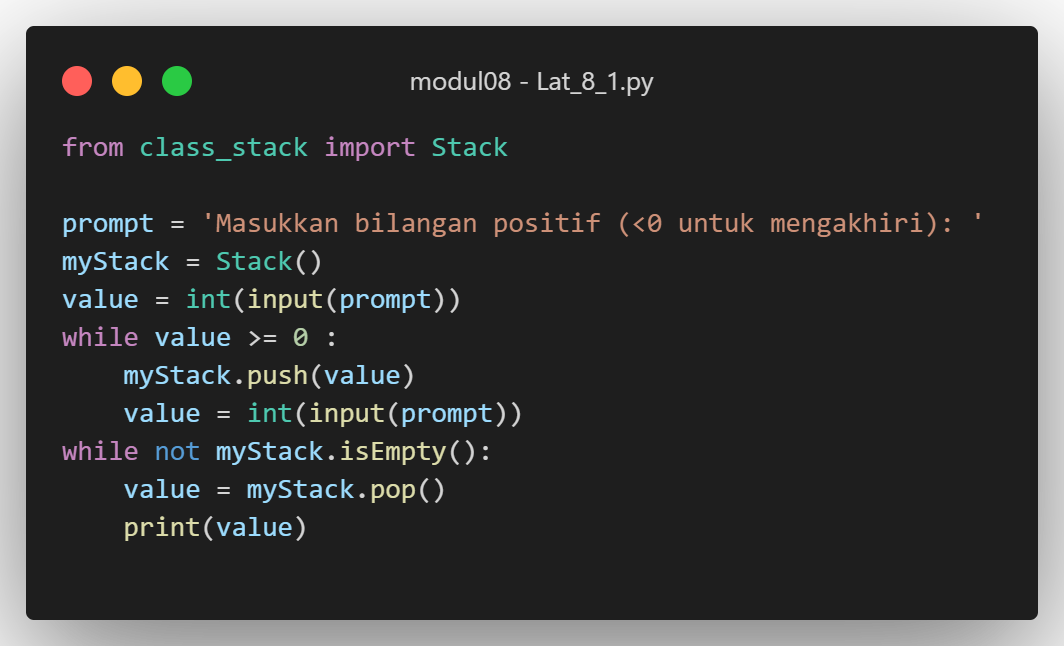 modul08 - Lat_8_1.py
from class_stack import Stack
prompt = 'Masukkan bilangan positif (<0 untuk mengakhiri): '
myStack = Stack()
value = int(input(prompt))
while value >= 0 :
    myStack.push(value)
    value = int(input(prompt))
while not myStack.isEmpty():
    value = myStack.pop()
    print(value)